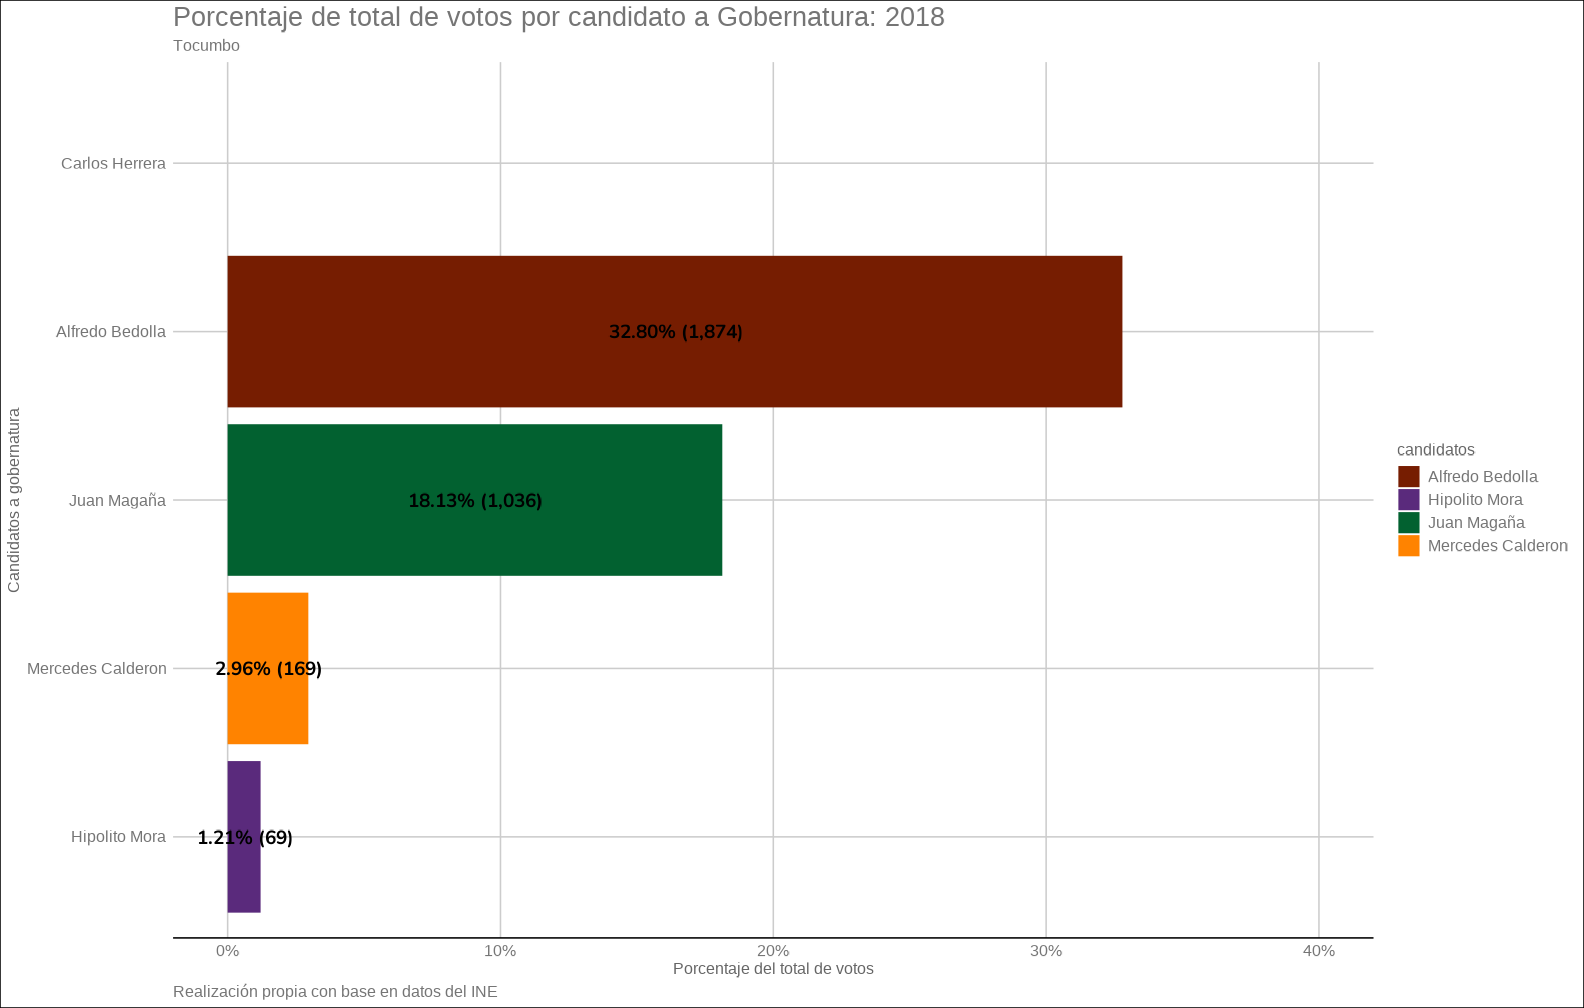 Porcentaje de total de votos por candidato a Gobernatura: 2018
Tocumbo
Candidatos a gobernatura
Carlos Herrera
Alfredo Bedolla
32.80% (1,874)
Juan Magaña
18.13% (1,036)
Mercedes Calderon
2.96% (169)
Hipolito Mora
1.21% (69)
0% 10% 20% 30% 40%
Porcentaje del total de votos
Realización propia con base en datos del INE
candidatos
Alfredo Bedolla
Hipolito Mora
Juan Magaña
Mercedes Calderon